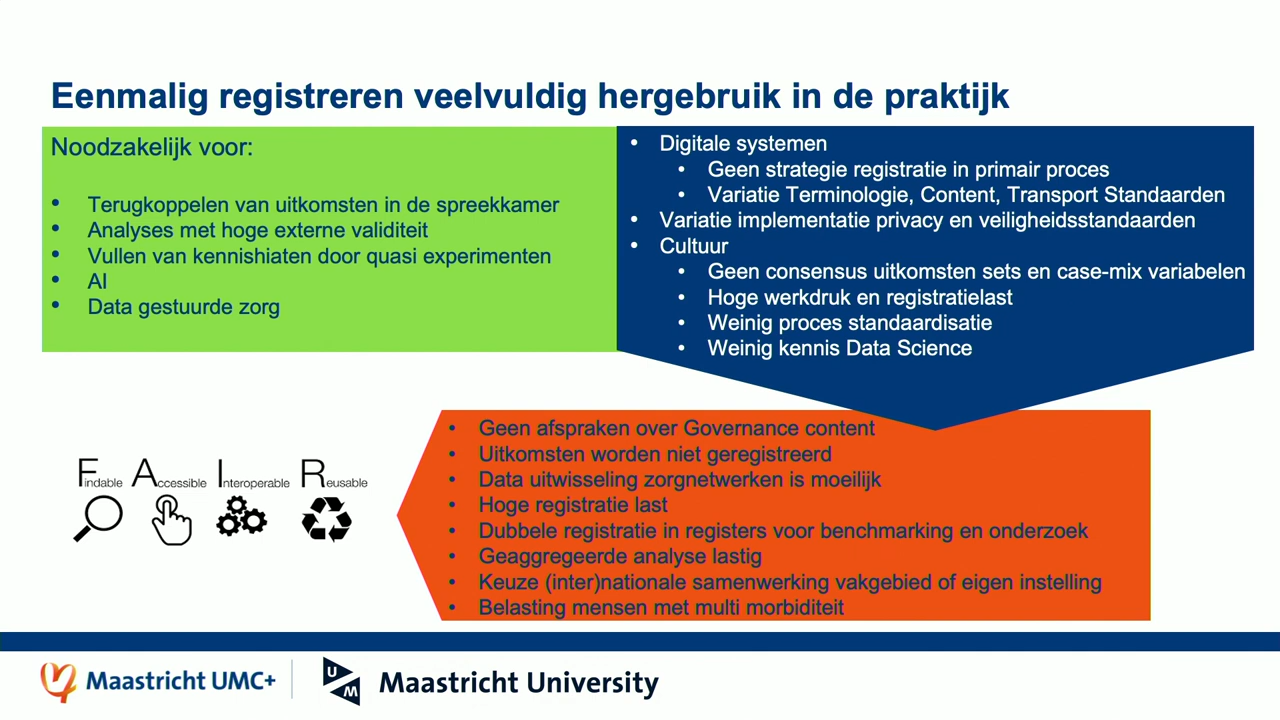 Eenmalig registreren veelvuldig hergebruik in de praktijk
Noodzakelijk voor:
• Terugkoppelen van uitkomsten in de spreekkamer
• Analyses met hoge externe validiteit
• Vullen van kennishiaten door quasi experimenten
• AI
• Data gestuurde zorg
• Digitale systemen
• Geen strategie registratie in primair proces
• Variatie Terminologie, Content, Transport Standaarden
• Variatie implementatie privacy en veiligheidsstandaarden
• Cultuur
• Geen consensus uitkomsten sets en case-mix variabelen
• Hoge werkdruk en registratielast
• Weinig proces standaardisatie
• Weinig kennis Data Science
• Geen afspraken over Governance content
• Uitkomsten worden niet geregistreerd
• Data uitwisseling zorgnetwerken is moeilijk
• Hoge registratie last
• Dubbele registratie in registers voor benchmarking en onderzoek
• Geaggregeerde analyse lastig
• Keuze (inter)nationale samenwerking vakgebied of eigen instelling
• Belasting mensen met multi morbiditeit
Findable Accessible Interoperable Reusable
Maastricht UMC+
UM
Maastricht University